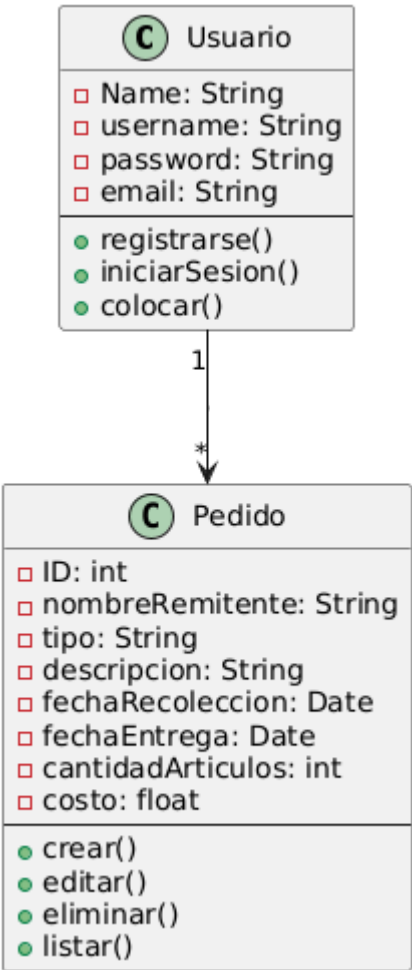 C Usuario
Name: String
username: String
password: String
email: String
registrarse()
iniciarSesion()
colocar()
1
*
C Pedido
ID: int
nombreRemitente: String
tipo: String
descripcion: String
fechaRecoleccion: Date
fechaEntrega: Date
cantidadArticulos: int
costo: float
crear()
editar()
eliminar()
listar()